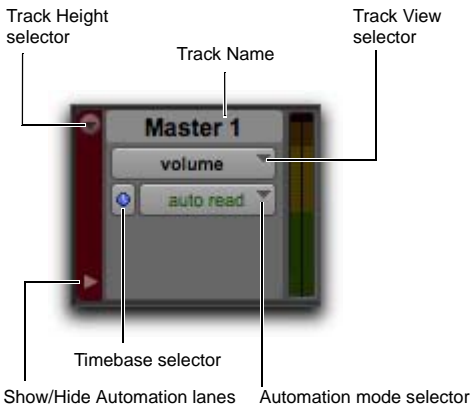 Track Height
selector
Track View
selector
Track Name
Master 1
volume
auto read
Timebase selector
Show/Hide Automation lanes
Automation mode selector